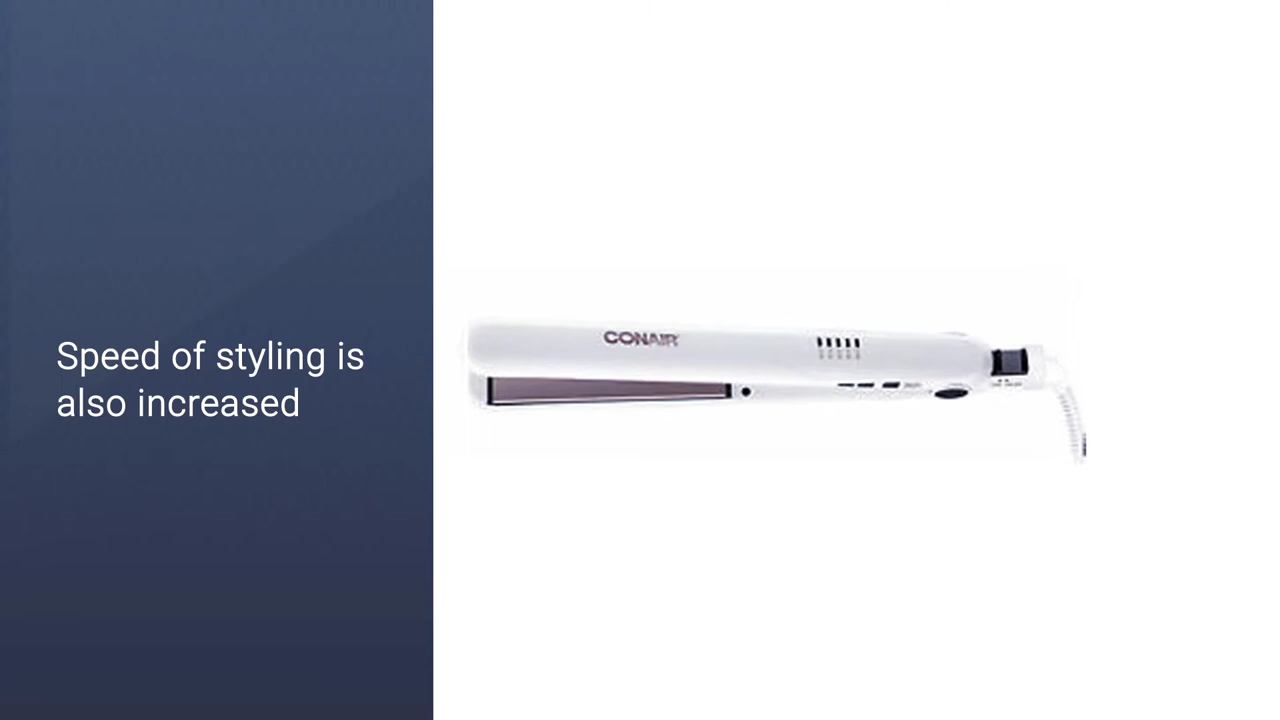 Speed of styling is
also increased
CONAIR